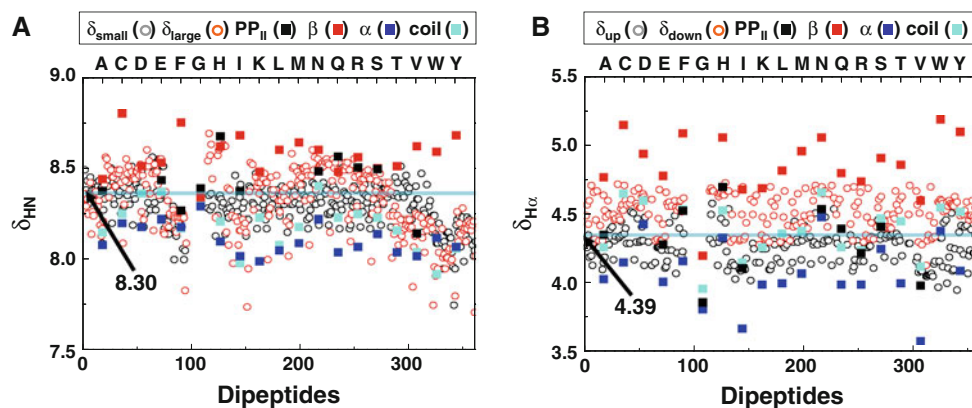 A
δsmall (○) δlarge (○) PPII (■) β (■) α (■) coil (■)
A C D E F G H I K L M N Q R S T V W Y
9.0
8.5
8.0
7.5
δHN
8.30
0 100 200 300
Dipeptides
B
δup (○) δdown (○) PPII (■) β (■) α (■) coil (■)
A C D E F G H I K L M N Q R S T V W Y
5.5
5.0
4.5
4.0
3.5
δHα
4.39
0 100 200 300
Dipeptides